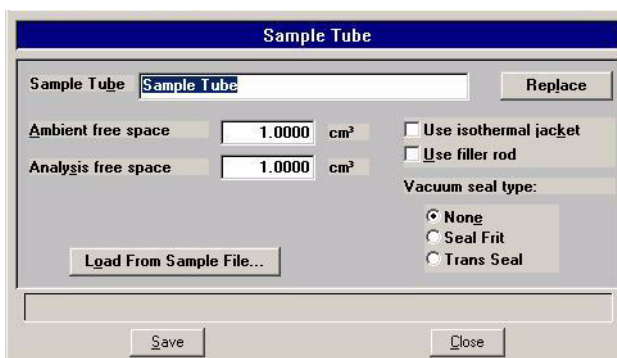 Sample Tube
Sample Tube Sample Tube Replace
Ambient free space 1.0000 cm³ Use isothermal jacket
Use filler rod
Analysis free space 1.0000 cm³
Vacuum seal type:
None
Seal Frit
Load From Sample File... Trans Seal
Save Close